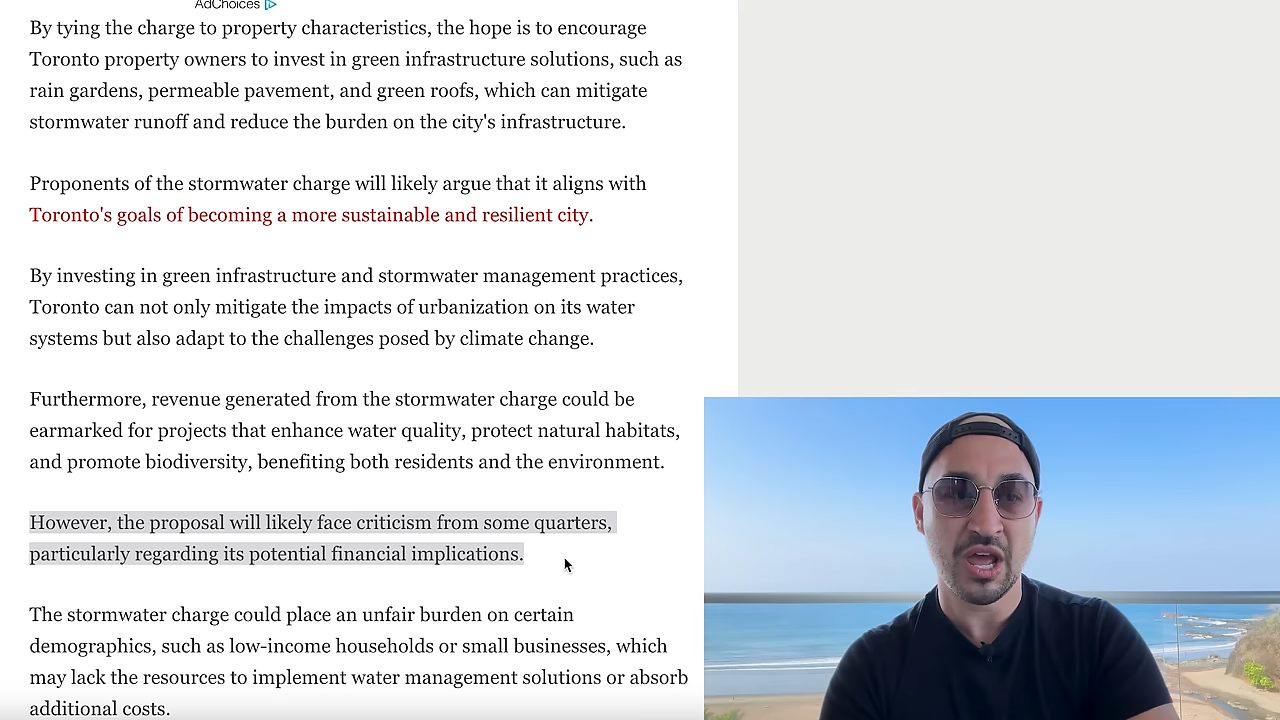 AdChoices
By tying the charge to property characteristics, the hope is to encourage
Toronto property owners to invest in green infrastructure solutions, such as
rain gardens, permeable pavement, and green roofs, which can mitigate
stormwater runoff and reduce the burden on the city's infrastructure.
Proponents of the stormwater charge will likely argue that it aligns with
Toronto's goals of becoming a more sustainable and resilient city.
By investing in green infrastructure and stormwater management practices,
Toronto can not only mitigate the impacts of urbanization on its water
systems but also adapt to the challenges posed by climate change.
Furthermore, revenue generated from the stormwater charge could be
earmarked for projects that enhance water quality, protect natural habitats,
and promote biodiversity, benefiting both residents and the environment.
However, the proposal will likely face criticism from some quarters,
particularly regarding its potential financial implications.
The stormwater charge could place an unfair burden on certain
demographics, such as low-income households or small businesses, which
may lack the resources to implement water management solutions or absorb
additional costs.